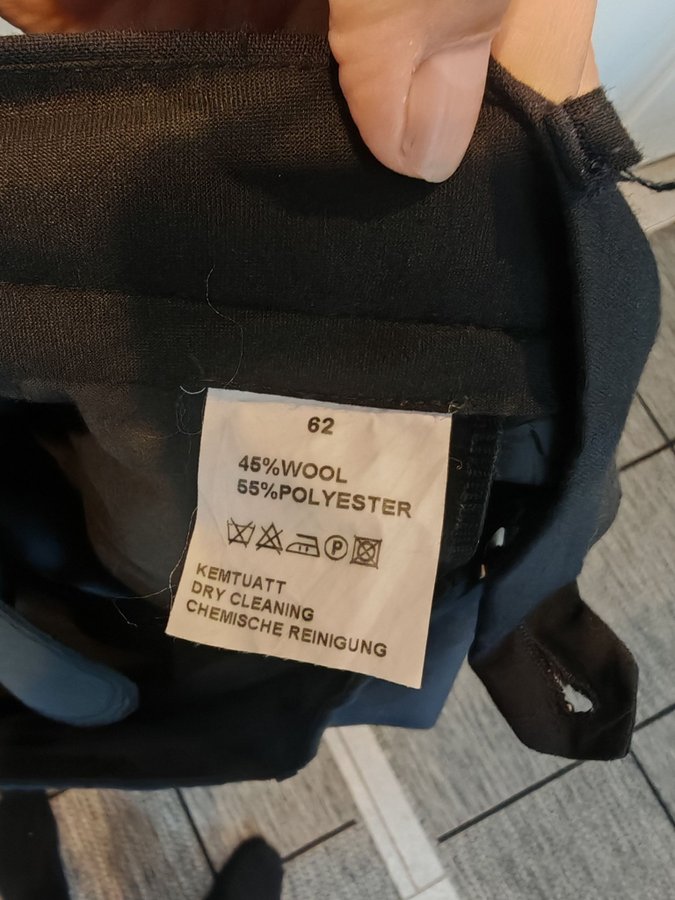 62
45%WOOL
55%POLYESTER
P
KEMTUATT
DRY CLEANING
CHEMISCHE REINIGUNG